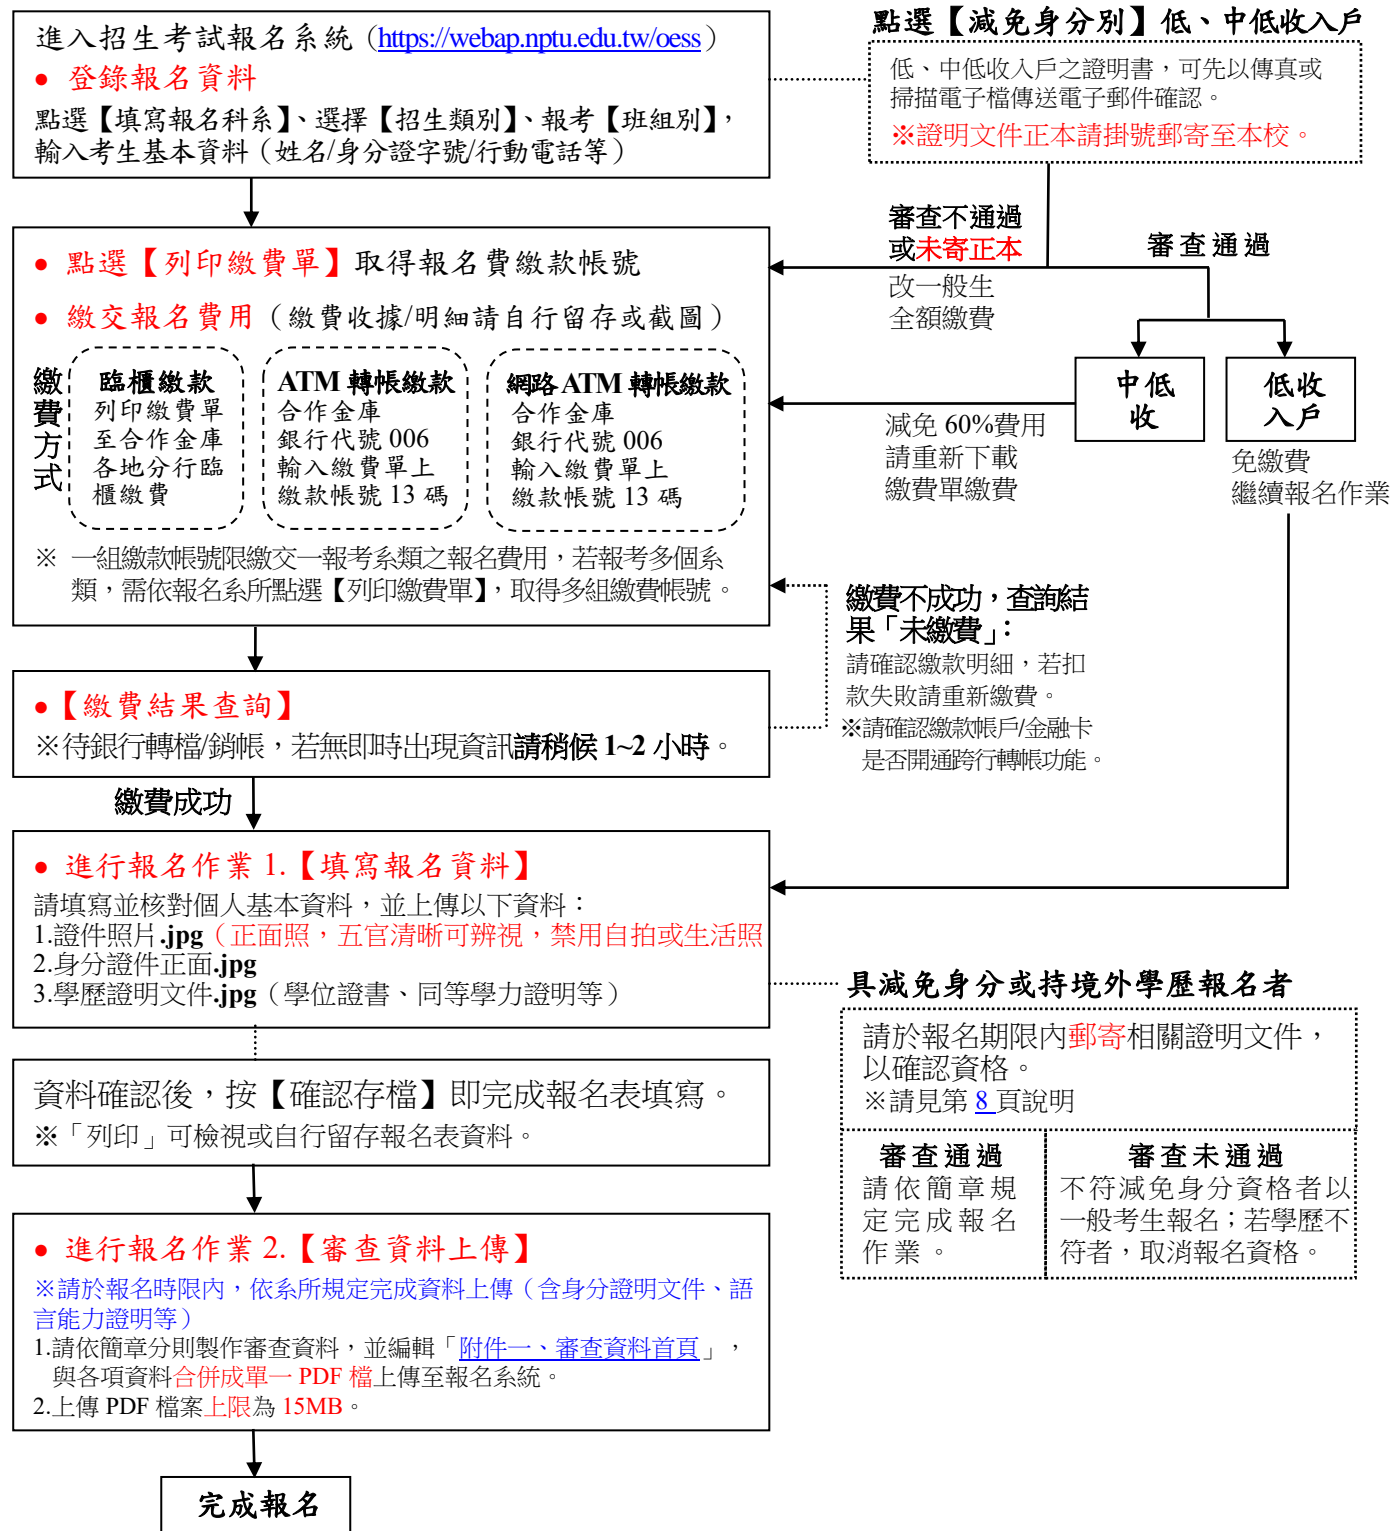 進入招生考試報名系統（https://webap.nptu.edu.tw/oess）
● 登錄報名資料
點選【填寫報名科系】、選擇【招生類別】、報考【班組別】，
輸入考生基本資料（姓名/身分證字號/行動電話等）
點選【減免身分別】低、中低收入戶
低、中低收入戶之證明書，可先以傳真或
掃描電子檔傳送電子郵件確認。
※證明文件正本請掛號郵寄至本校。
審查不通過
或未寄正本
改一般生
全額繳費
審查通過
中低
收
低收
入戶
減免 60%費用
請重新下載
繳費單繳費
免繳費
繼續報名作業
● 點選【列印繳費單】取得報名費繳款帳號
● 繳交報名費用（繳費收據/明細請自行留存或截圖）
繳費方式
臨櫃繳款
列印繳費單
至合作金庫
各地分行臨
櫃繳費
ATM 轉帳繳款
合作金庫
銀行代號 006
輸入繳費單上
繳款帳號 13 碼
網路 ATM 轉帳繳款
合作金庫
銀行代號 006
輸入繳費單上
繳款帳號 13 碼
※ 一組繳款帳號限繳交一報考系類之報名費用，若報考多個系
類，需依報名系所點選【列印繳費單】，取得多組繳費帳號。
繳費不成功，查詢結
果「未繳費」：
請確認繳款明細，若扣
款失敗請重新繳費。
※請確認繳款帳戶/金融卡
是否開通跨行轉帳功能。
●【繳費結果查詢】
※待銀行轉檔/銷帳，若無即時出現資訊請稍候 1~2 小時。
繳費成功
● 進行報名作業 1.【填寫報名資料】
請填寫並核對個人基本資料，並上傳以下資料：
1.證件照片.jpg（正面照，五官清晰可辨視，禁用自拍或生活照
2.身分證件正面.jpg
3.學歷證明文件.jpg（學位證書、同等學力證明等）
具減免身分或持境外學歷報名者
請於報名期限內郵寄相關證明文件，
以確認資格。
※請見第 8 頁說明
審查通過
請依簡章規
定完成報名
作業。
審查未通過
不符減免身分資格者以
一般考生報名；若學歷不
符者，取消報名資格。
資料確認後，按【確認存檔】即完成報名表填寫。
※「列印」可檢視或自行留存報名表資料。
● 進行報名作業 2.【審查資料上傳】
※請於報名時限內，依系所規定完成資料上傳（含身分證明文件、語
言能力證明等）
1.請依簡章分則製作審查資料，並編輯「附件一、審查資料首頁」，
與各項資料合併成單一 PDF 檔上傳至報名系統。
2.上傳 PDF 檔案上限為 15MB。
完成報名